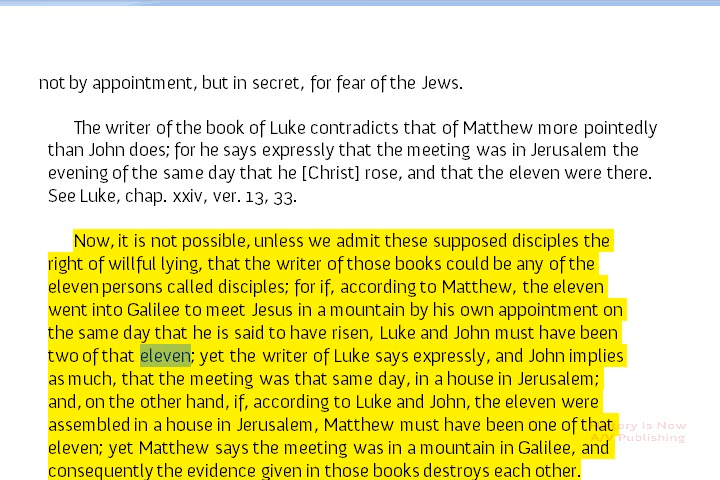 not by appointment, but in secret, for fear of the Jews.
The writer of the book of Luke contradicts that of Matthew more pointedly
than John does; for he says expressly that the meeting was in Jerusalem the
evening of the same day that he [Christ] rose, and that the eleven were there.
See Luke, chap. xxiv, ver. 13, 33.
Now, it is not possible, unless we admit these supposed disciples the
right of willful lying, that the writer of those books could be any of the
eleven persons called disciples; for if, according to Matthew, the eleven
went into Galilee to meet Jesus in a mountain by his own appointment on
the same day that he is said to have risen, Luke and John must have been
two of that eleven; yet the writer of Luke says expressly, and John implies
as much, that the meeting was that same day, in a house in Jerusalem;
and, on the other hand, if, according to Luke and John, the eleven were
assembled in a house in Jerusalem, Matthew must have been one of that
eleven; yet Matthew says the meeting was in a mountain in Galilee, and
consequently the evidence given in those books destroys each other.
ory Is Now
A/V Publishing